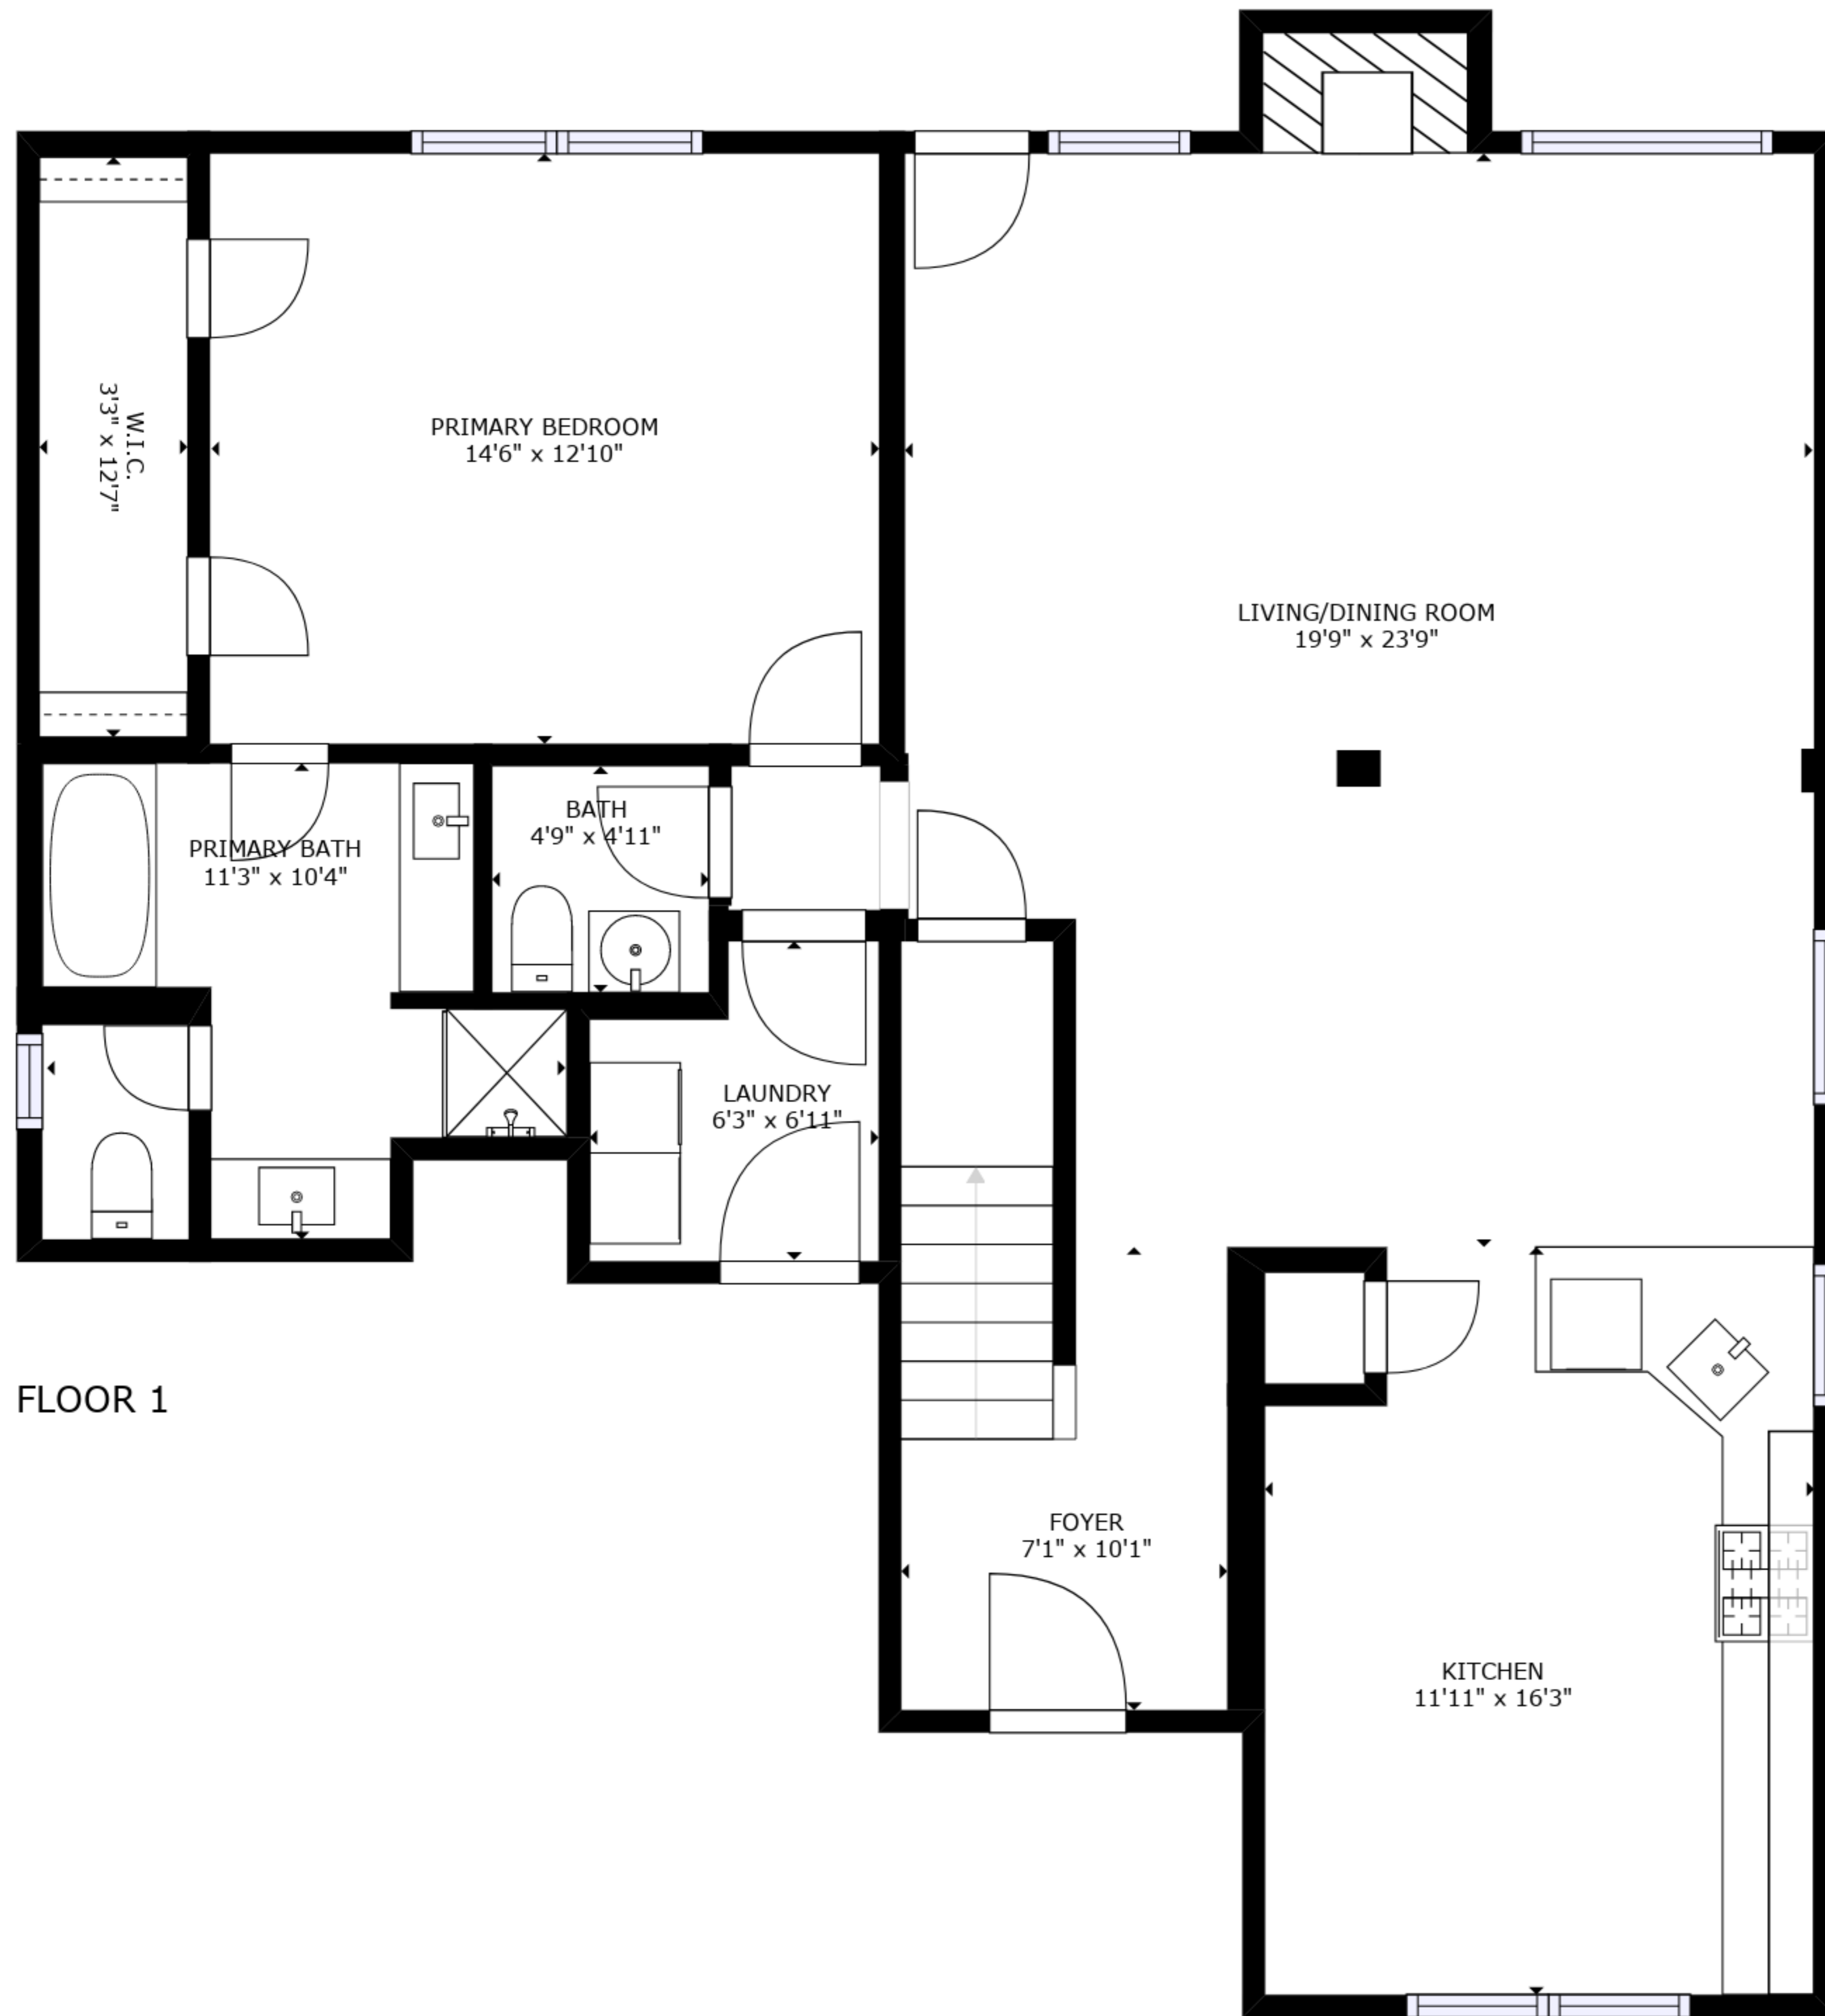 W.I.C.
3'3" x 12'7"
PRIMARY BEDROOM
14'6" x 12'10"
LIVING/DINING ROOM
19'9" x 23'9"
PRIMARY BATH
11'3" x 10'4"
BATH
4'9" x 4'11"
LAUNDRY
6'3" x 6'11"
FLOOR 1
FOYER
7'1" x 10'1"
KITCHEN
11'11" x 16'3"